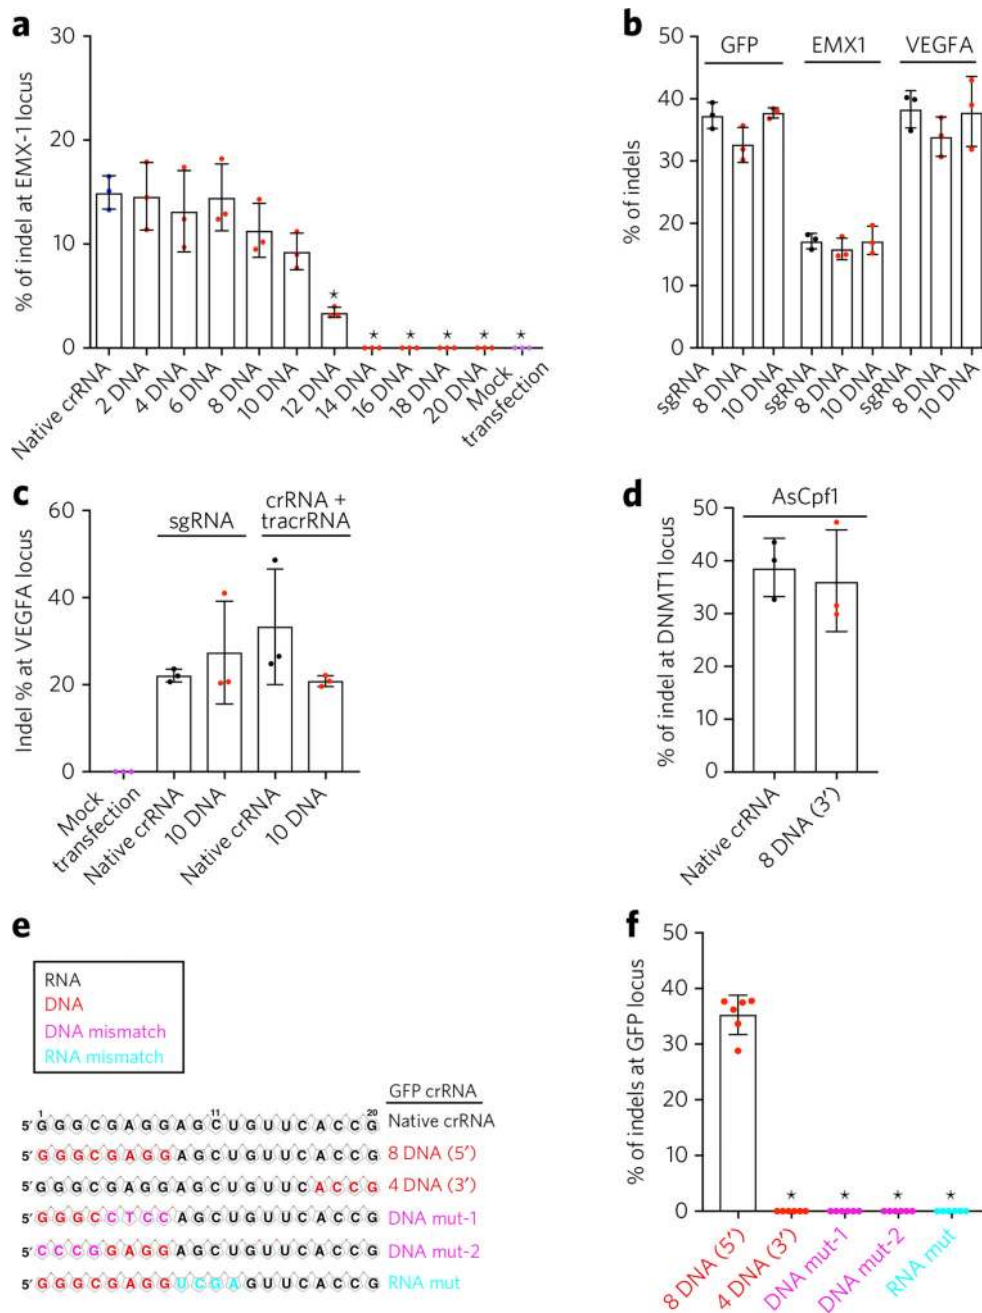 a
% of indel at EMX-1 locus
30
20
10
0
Native crRNA
2 DNA
4 DNA
6 DNA
8 DNA
10 DNA
12 DNA
14 DNA
16 DNA
18 DNA
20 DNA
Mock
transfection
b
% of indels
50
40
30
20
10
0
GFP EMX1 VEGFA
sgRNA
8 DNA
10 DNA
sgRNA
8 DNA
10 DNA
sgRNA
8 DNA
10 DNA
c
Indel % at VEGFA locus
60
40
20
0
sgRNA
crRNA +
tracrRNA
Mock
transfection
Native crRNA
10 DNA
Native crRNA
10 DNA
d
% of indel at DNMT1 locus
50
40
30
20
10
0
AsCpf1
Native crRNA
8 DNA (3′)
e
RNA
DNA
DNA mismatch
RNA mismatch
GFP crRNA
1 11 20
5′ GGGCGAGGAGCUGUUCACCG Native crRNA
5′ GGGCGAGGAGCUGUUCACCG 8 DNA (5′)
5′ GGGCGAGGAGCUGUUCACCG 4 DNA (3′)
5′ GGGCCTCCAGCUGUUCACCG DNA mut-1
5′ CCCGGAGGAGCUGUUCACCG DNA mut-2
5′ GGGCGAGGUCGAGUUCACCG RNA mut
f
% of indels at GFP locus
50
40
30
20
10
0
8 DNA (5′)
4 DNA (3′)
DNA mut-1
DNA mut-2
RNA mut